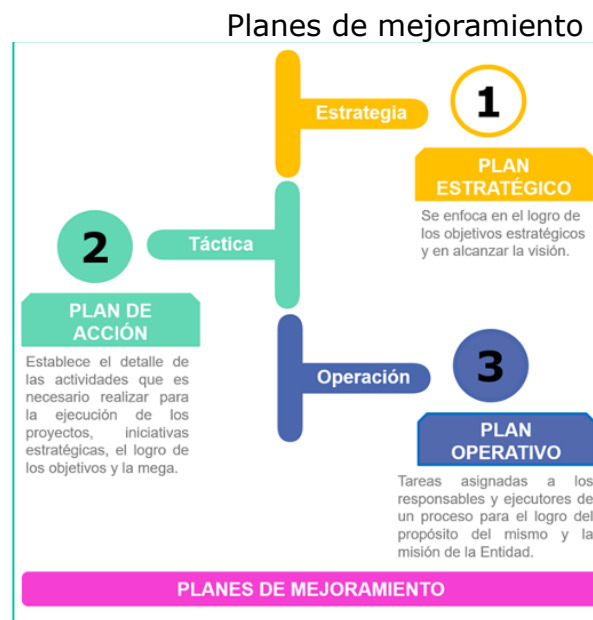 Planes de mejoramiento
Estrategia
1
PLAN
ESTRATÉGICO
Se enfoca en el logro de
los objetivos estratégicos
y en alcanzar la visión.
2
Táctica
PLAN DE
ACCIÓN
Establece el detalle de
las actividades que es
necesario realizar para
la ejecución de los
proyectos, iniciativas
estratégicas, el logro de
los objetivos y la mega.
Operación
3
PLAN
OPERATIVO
Tareas asignadas a los
responsables y ejecutores de
un proceso para el logro del
propósito del mismo y la
misión de la Entidad.
PLANES DE MEJORAMIENTO